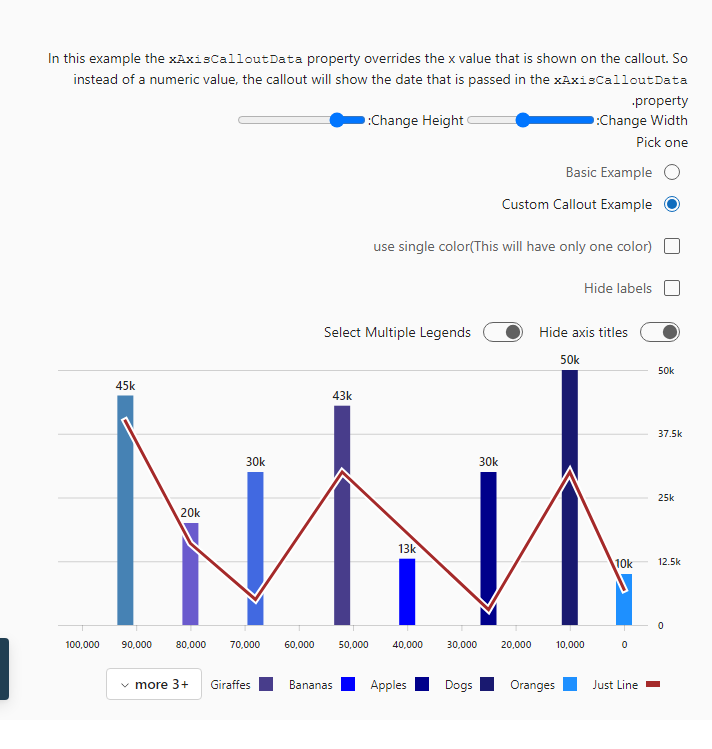 In this example the xAxisCalloutData property overrides the x value that is shown on the callout. So
instead of a numeric value, the callout will show the date that is passed in the xAxisCalloutData
.property
:Change Width :Change Height
Pick one
Basic Example
Custom Callout Example
use single color(This will have only one color)
Hide labels
Hide axis titles Select Multiple Legends
50k
45k
43k
30k
30k
20k
13k
10k
50k
37.5k
25k
12.5k
0
100,000 90,000 80,000 70,000 60,000 50,000 40,000 30,000 20,000 10,000 0
more 3+ Giraffes Bananas Apples Dogs Oranges Just Line